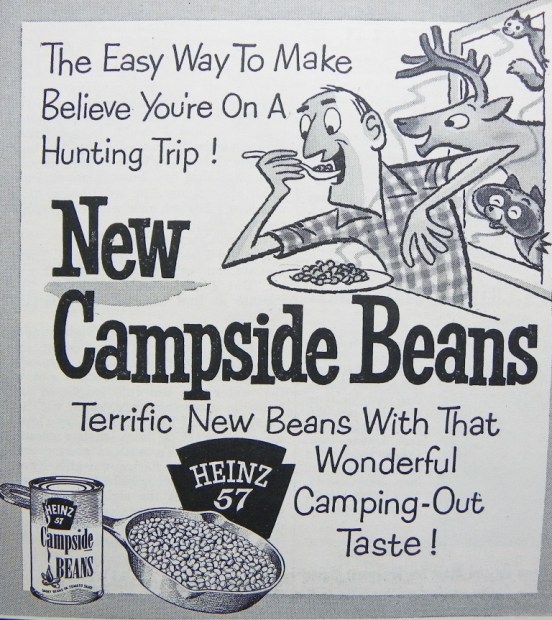 The Easy Way To Make
Believe You're On A
Hunting Trip !
New
Campside Beans
Terrific New Beans With That
Wonderful
Camping-Out
Taste !
HEINZ
57
HEINZ
57
Campside
BEANS